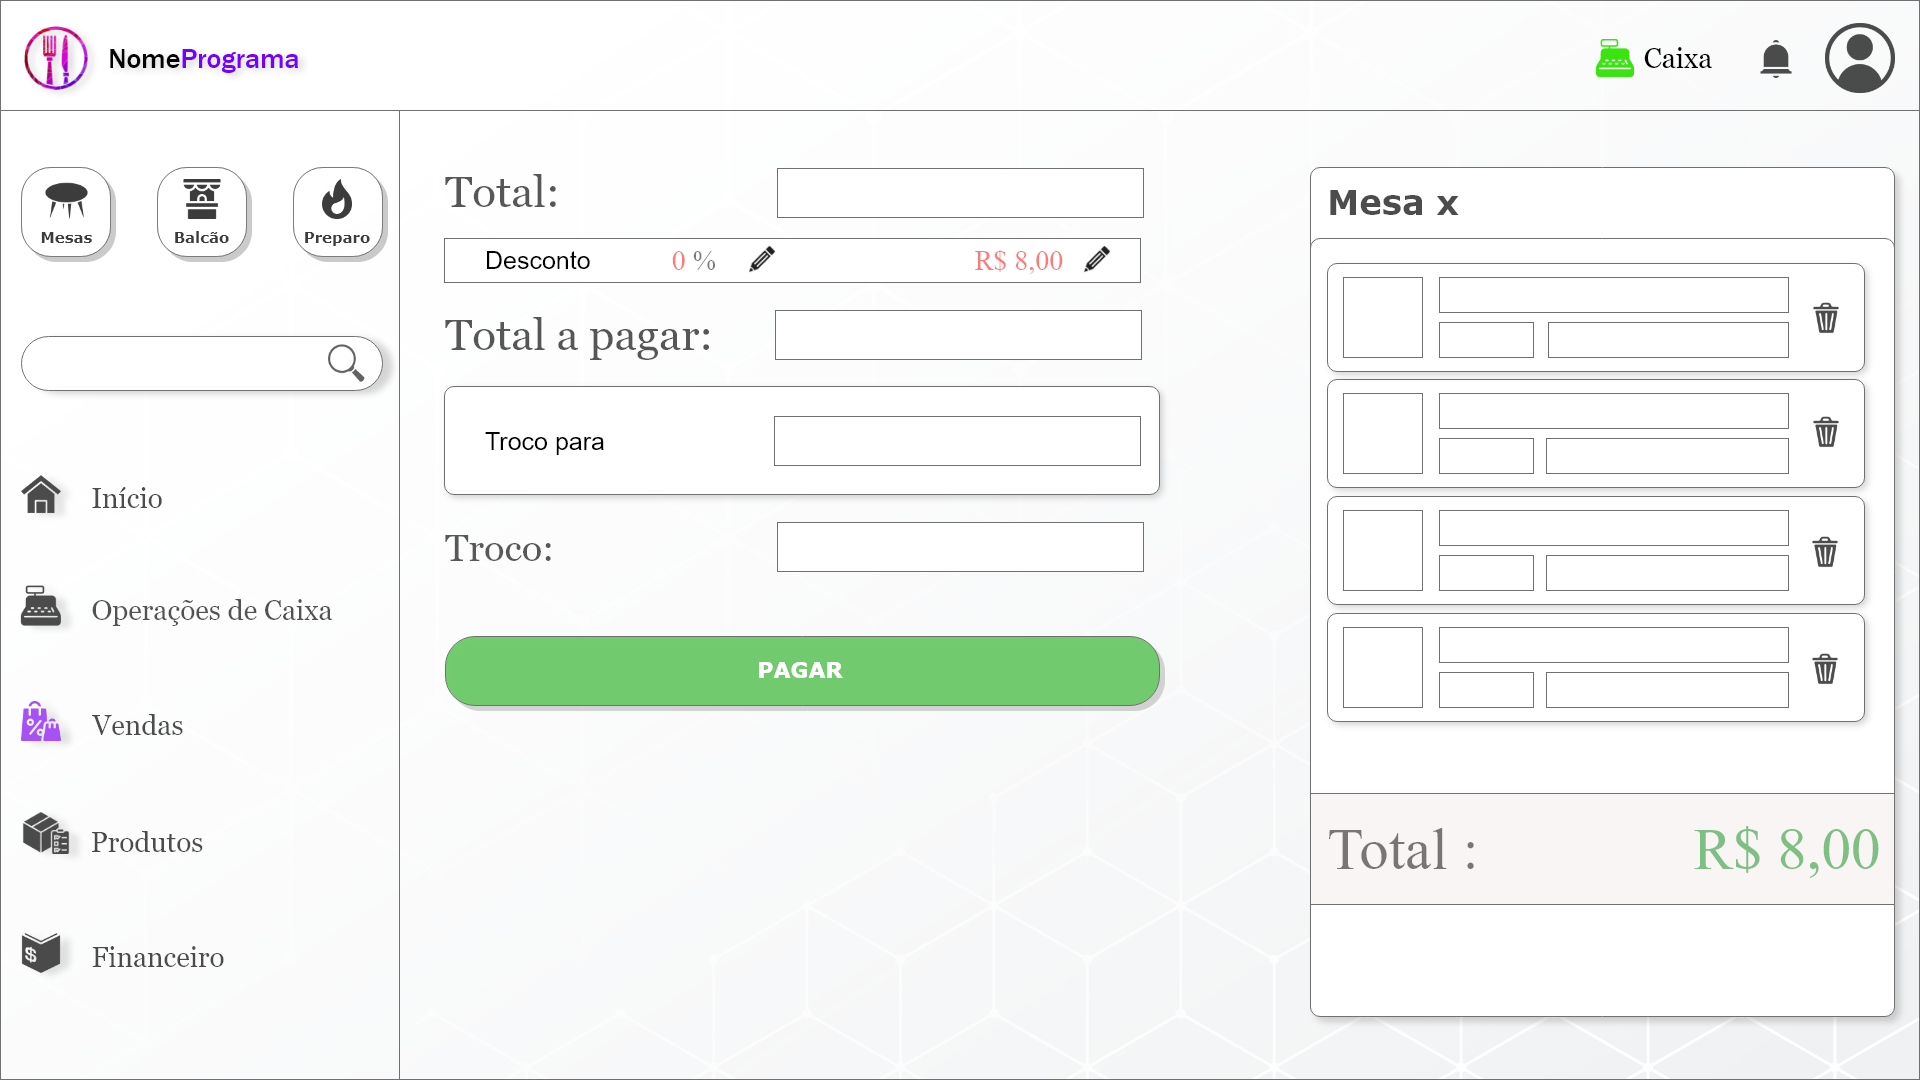 NomePrograma
Caixa
Mesas
Balcão
Preparo
Início
Operações de Caixa
Vendas
Produtos
Financeiro
Total:
Desconto 0 % R$ 8,00
Total a pagar:
Troco para
Troco:
PAGAR
Mesa x
Total : R$ 8,00